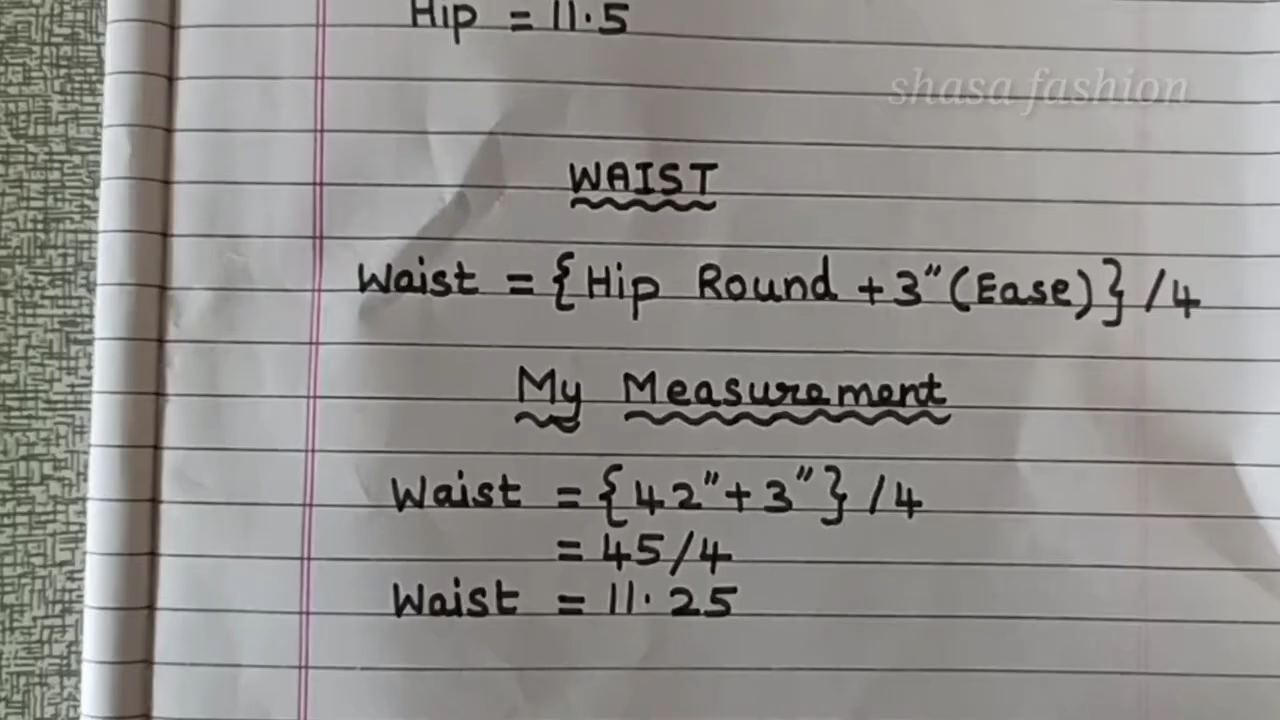 Hip = 11.5
shasa fashion
WAIST
Waist = {Hip Round + 3" (Ease)} / 4
My Measurement
Waist = {42" + 3"} / 4
= 45/4
Waist = 11.25